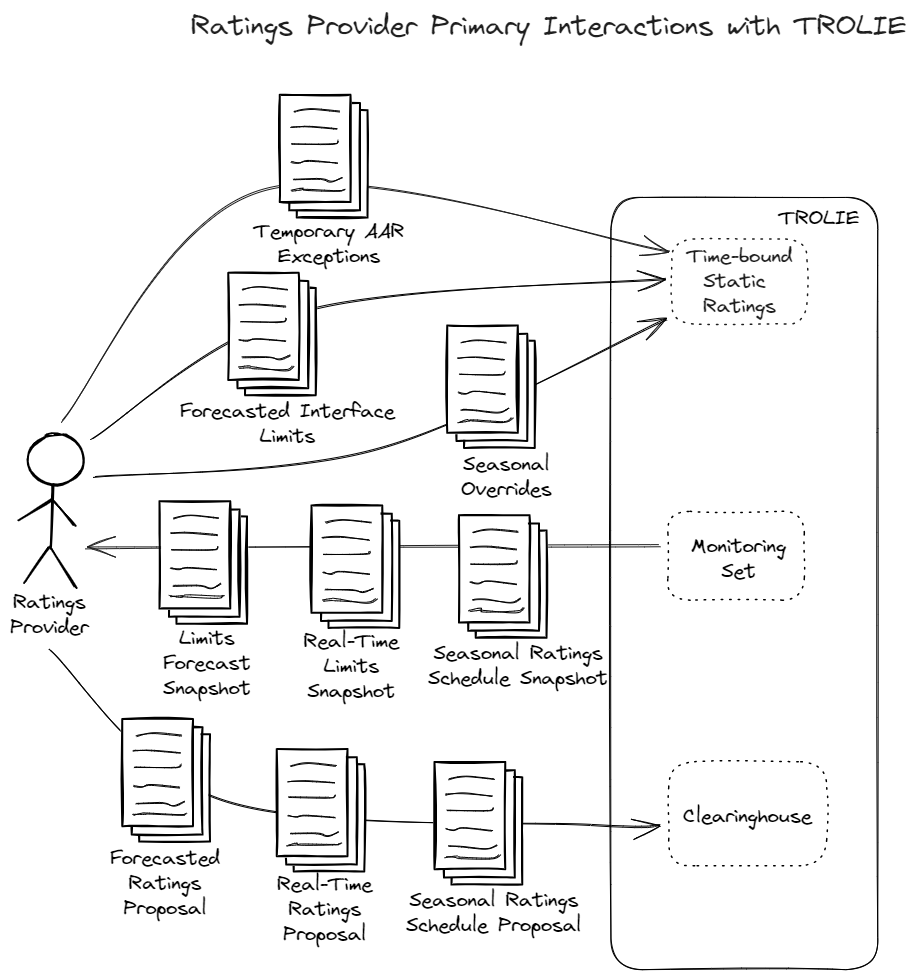 Ratings Provider Primary Interactions with TROLIE
TROLIE
Temporary AAR
Exceptions
Time-bound
Static
Ratings
Forecasted Interface
Limits
Seasonal
Overrides
Monitoring
Set
Ratings
Provider
Limits
Forecast
Snapshot
Real-Time
Limits
Snapshot
Seasonal Ratings
Schedule Snapshot
Clearinghouse
Forecasted
Ratings
Proposal
Real-Time
Ratings
Proposal
Seasonal Ratings
Schedule Proposal